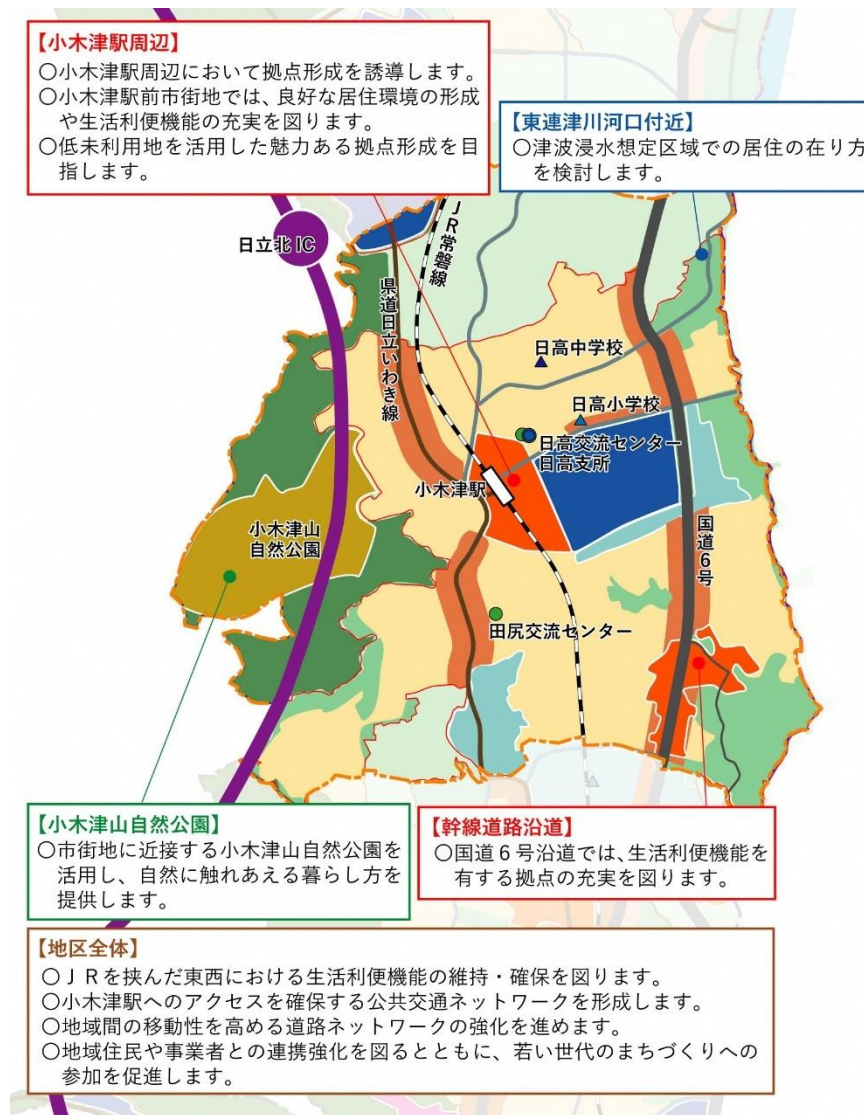 【小木津駅周辺】
○小木津駅周辺において拠点形成を誘導します。
○小木津駅前市街地では、良好な居住環境の形成
や生活利便機能の充実を図ります。
○低未利用地を活用した魅力ある拠点形成を目
指します。
【東連津川河口付近】
○津波浸水想定区域での居住の在り方
を検討します。
日立北IC
JR常磐線
県道日立いわき線
日高中学校
日高小学校
日高交流センター
日高支所
小木津駅
小木津山
自然公園
国道6号
田尻交流センター
【小木津山自然公園】
○市街地に近接する小木津山自然公園を
活用し、自然に触れあえる暮らし方を
提供します。
【幹線道路沿道】
○国道6号沿道では、生活利便機能を
有する拠点の充実を図ります。
【地区全体】
○JRを挟んだ東西における生活利便機能の維持・確保を図ります。
○小木津駅へのアクセスを確保する公共交通ネットワークを形成します。
○地域間の移動性を高める道路ネットワークの強化を進めます。
○地域住民や事業者との連携強化を図るとともに、若い世代のまちづくりへの
参加を促進します。